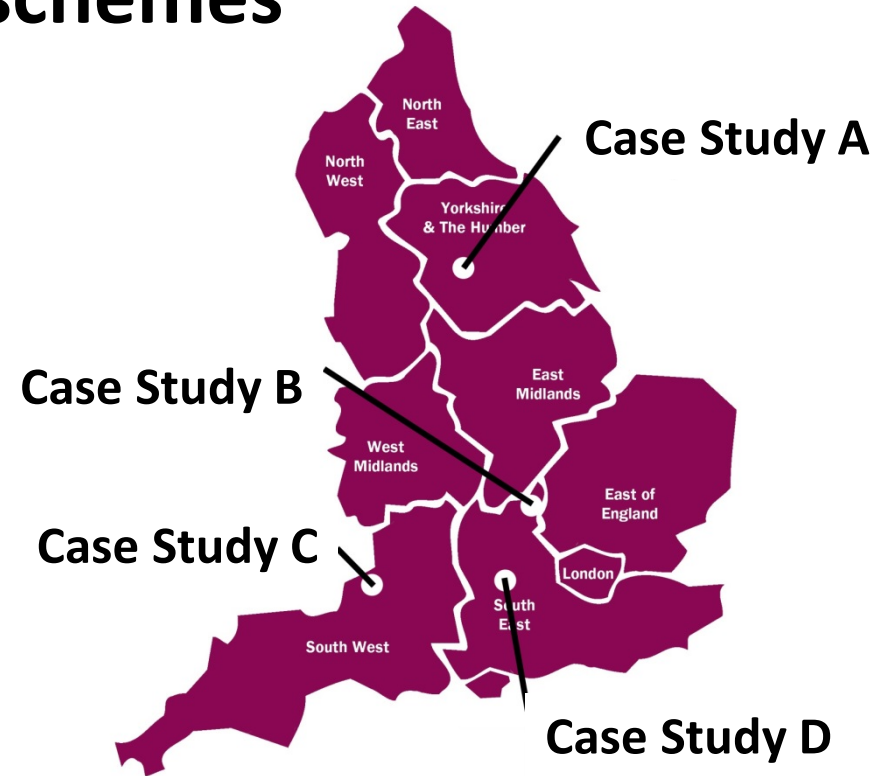 schemes
North
East
Case Study A
North
West
Yorkshire
& The Humber
Case Study B
East
Midlands
West
Midlands
East of
England
Case Study C
London
South
East
South West
Case Study D